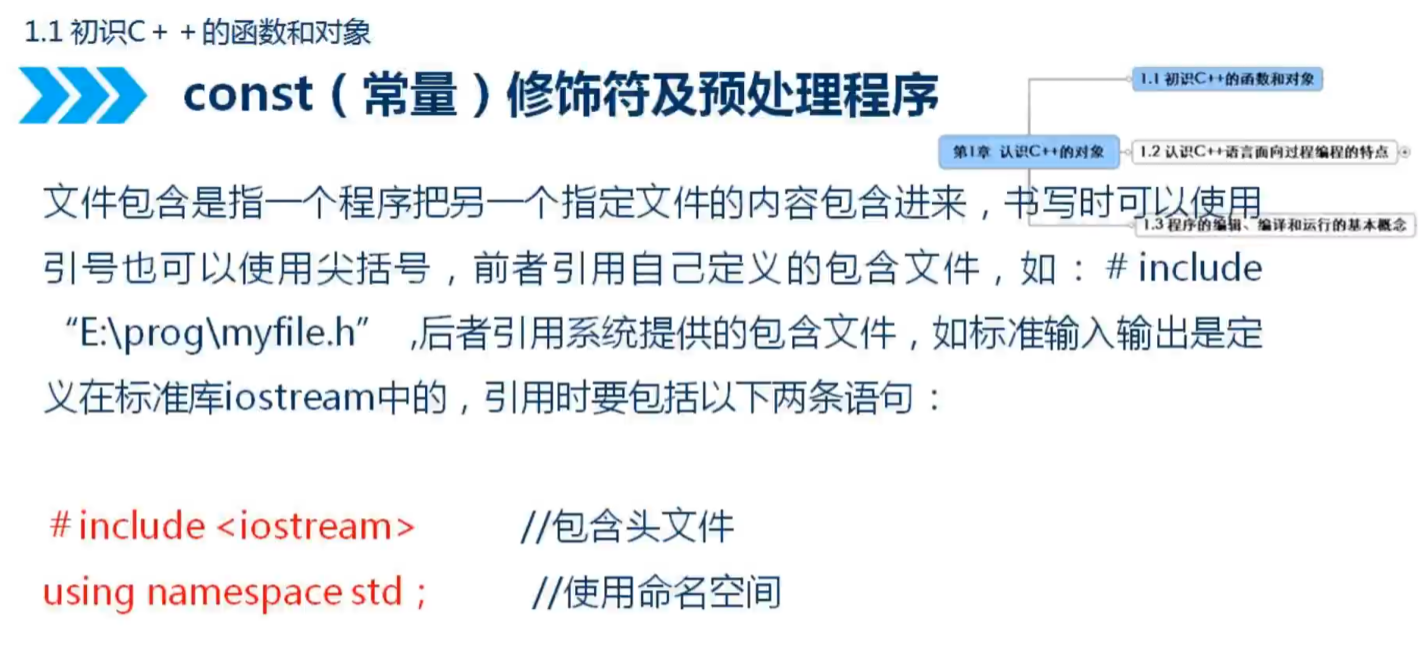 1.1 初识C++的函数和对象
const（常量）修饰符及预处理程序
1.1 初识C++的函数和对象
第1章 认识C++的对象
1.2 认识C++语言面向过程编程的特点
1.3 程序的编辑、编译和运行的基本概念
文件包含是指一个程序把另一个指定文件的内容包含进来，书写时可以使用
引号也可以使用尖括号，前者引用自己定义的包含文件，如：＃include
“E:\prog\myfile.h” ,后者引用系统提供的包含文件，如标准输入输出是定
义在标准库iostream中的，引用时要包括以下两条语句：
＃include <iostream> //包含头文件
using namespace std； //使用命名空间